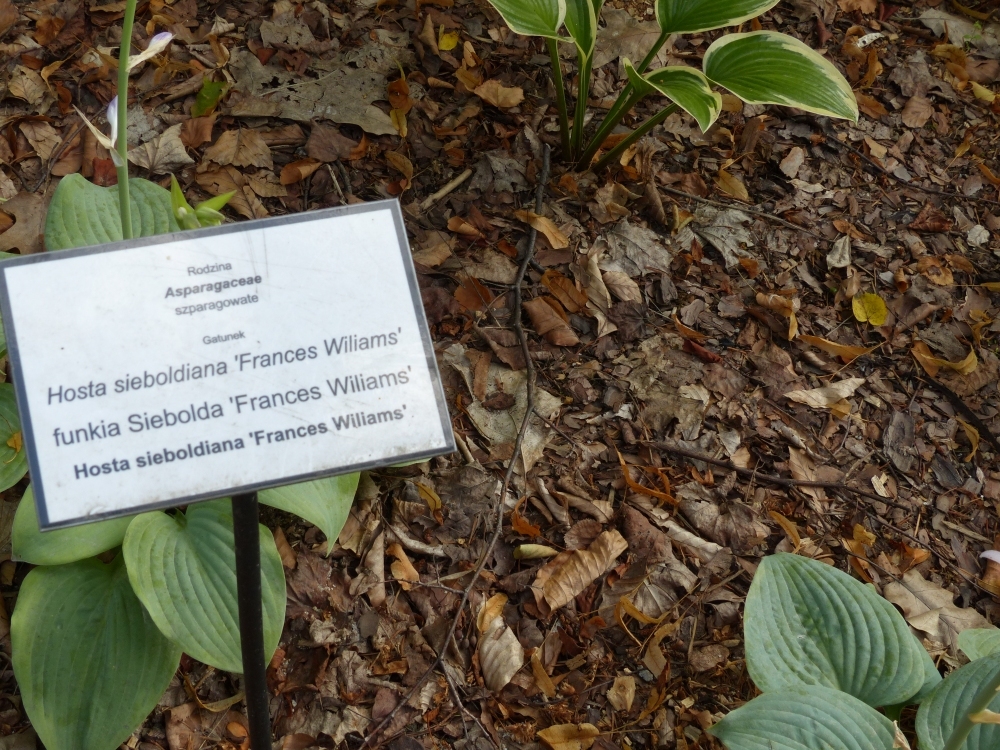 Rodzina
Asparagaceae
szparagowate
Gatunek
Hosta sieboldiana 'Frances Wiliams'
funkia Siebolda 'Frances Wiliams'
Hosta sieboldiana 'Frances Wiliams'